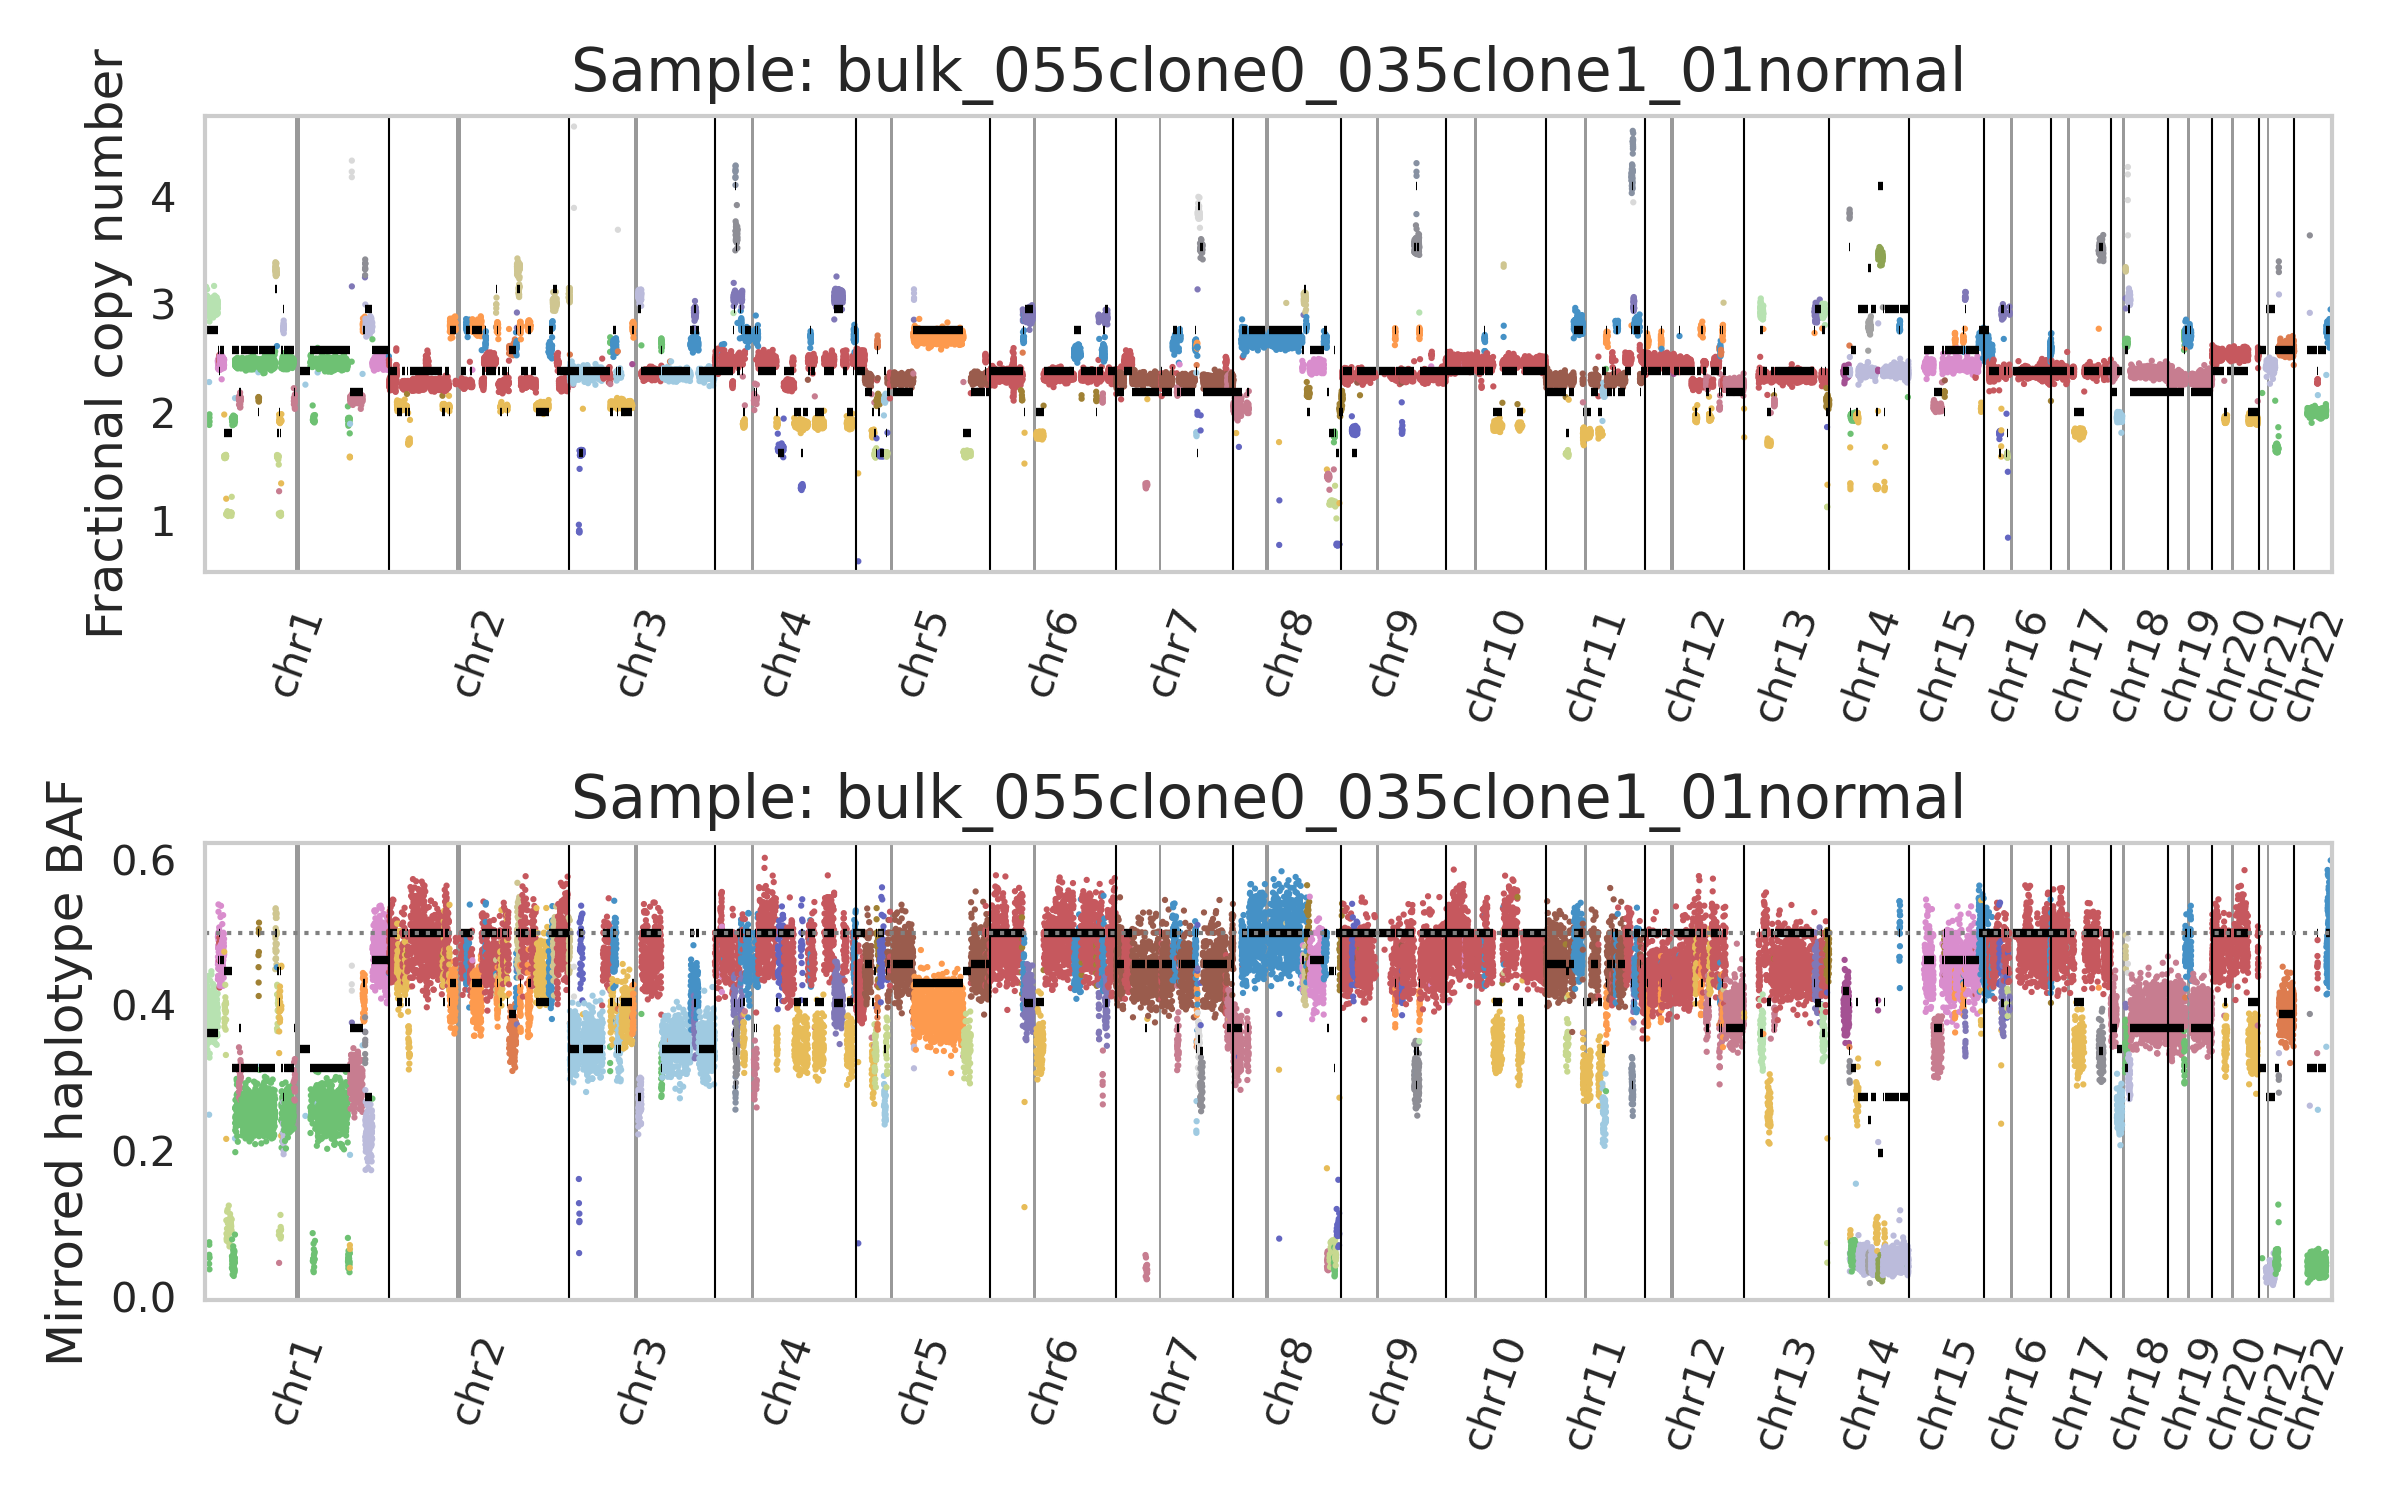 Sample: bulk_055clone0_035clone1_01normal
Fractional copy number
4
3
2
1
chr1 chr2 chr3 chr4 chr5 chr6 chr7 chr8 chr9 chr10 chr11 chr12 chr13 chr14 chr15 chr16 chr17 chr18 chr19 chr20 chr21 chr22
Sample: bulk_055clone0_035clone1_01normal
Mirrored haplotype BAF
0.6
0.4
0.2
0.0
chr1 chr2 chr3 chr4 chr5 chr6 chr7 chr8 chr9 chr10 chr11 chr12 chr13 chr14 chr15 chr16 chr17 chr18 chr19 chr20 chr21 chr22